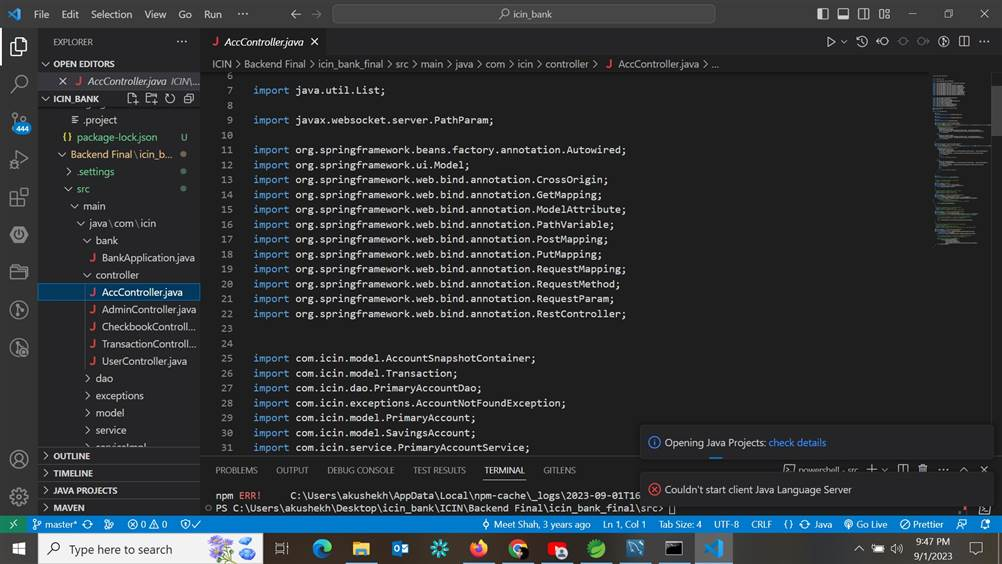 File Edit Selection View Go Run ··· icin_bank
EXPLORER ···
OPEN EDITORS
AccController.java ICIN\...
ICIN_BANK
.project
package-lock.json U
Backend Final\icin_b...
.settings
src
main
java\com\icin
bank
BankApplication.java
controller
AccController.java
AdminController.java
CheckbookControll...
TransactionControll...
UserController.java
dao
exceptions
model
service
serviceImpl
OUTLINE
TIMELINE
JAVA PROJECTS
MAVEN
444
AccController.java
ICIN > Backend Final > icin_bank_final > src > main > java > com > icin > controller > AccController.java > ...
6
7 import java.util.List;
8
9 import javax.websocket.server.PathParam;
10
11 import org.springframework.beans.factory.annotation.Autowired;
12 import org.springframework.ui.Model;
13 import org.springframework.web.bind.annotation.CrossOrigin;
14 import org.springframework.web.bind.annotation.GetMapping;
15 import org.springframework.web.bind.annotation.ModelAttribute;
16 import org.springframework.web.bind.annotation.PathVariable;
17 import org.springframework.web.bind.annotation.PostMapping;
18 import org.springframework.web.bind.annotation.PutMapping;
19 import org.springframework.web.bind.annotation.RequestMapping;
20 import org.springframework.web.bind.annotation.RequestMethod;
21 import org.springframework.web.bind.annotation.RequestParam;
22 import org.springframework.web.bind.annotation.RestController;
23
24
25 import com.icin.model.AccountSnapshotContainer;
26 import com.icin.model.Transaction;
27 import com.icin.dao.PrimaryAccountDao;
28 import com.icin.exceptions.AccountNotFoundException;
29 import com.icin.model.PrimaryAccount;
30 import com.icin.model.SavingsAccount;
31 import com.icin.service.PrimaryAccountService;
Opening Java Projects: check details
PROBLEMS OUTPUT DEBUG CONSOLE TEST RESULTS TERMINAL GITLENS powershell - src
Couldn't start client Java Language Server
npm ERR! C:\Users\akushekh\AppData\Local\npm-cache\_logs\2023-09-01T16
PS C:\Users\akushekh\Desktop\icin_bank\ICIN\Backend Final\icin_bank_final\src>
master* 0 0 Meet Shah, 3 years ago Ln 1, Col 1 Tab Size: 4 UTF-8 CRLF {} Java Go Live Prettier
Type here to search
9:47 PM
9/1/2023